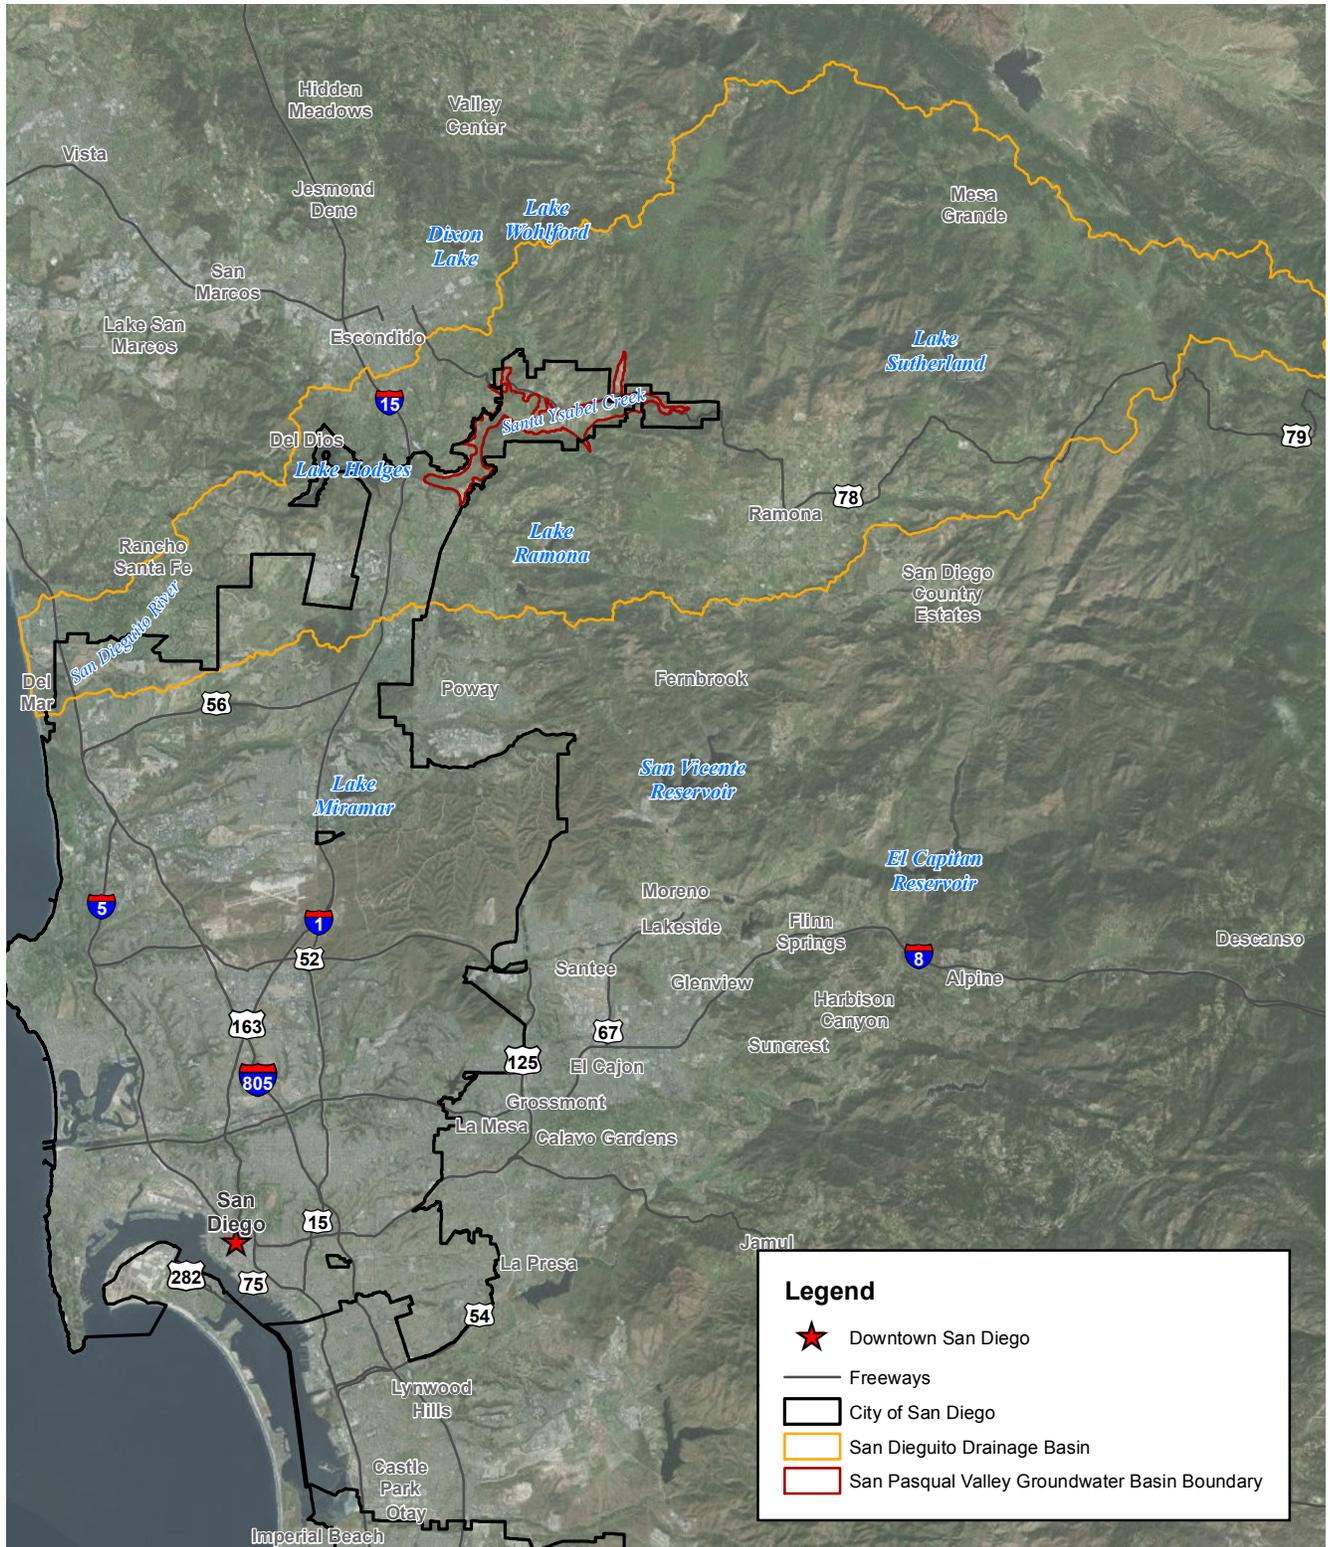 Hidden
Meadows
Valley
Center
Vista
Jesmond
Dene
Mesa
Grande
Lake
Wohlford
Dixon
Lake
San
Marcos
Lake San
Marcos
Escondido
Lake
Sutherland
15
Santa Ysabel Creek
79
Del Dios
Lake Hodges
78
Ramona
Lake
Ramona
Rancho
Santa Fe
San Diego
Country
Estates
San Dieguito River
Del
Mar
56
Poway
Fernbrook
San Vicente
Reservoir
Lake
Miramar
El Capitan
Reservoir
Moreno
5
1
Lakeside
Flinn
Springs
Descanso
52
8
Santee
Glenview
Alpine
Harbison
Canyon
163
67
Suncrest
125
El Cajon
805
Grossmont
La Mesa
Calavo Gardens
San
Diego
15
Jamul
La Presa
282
75
54
Lynwood
Hills
Castle
Park
Otay
Imperial Beach
Legend
Downtown San Diego
Freeways
City of San Diego
San Dieguito Drainage Basin
San Pasqual Valley Groundwater Basin Boundary